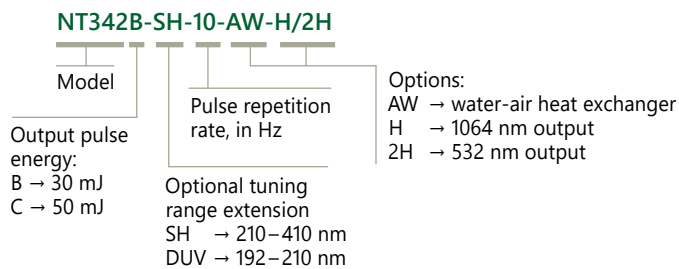 NT342B-SH-10-AW-H/2H
Model
Output pulse
energy:
B → 30 mJ
C → 50 mJ
Optional tuning
range extension
SH → 210–410 nm
DUV → 192–210 nm
Pulse repetition
rate, in Hz
Options:
AW → water-air heat exchanger
H → 1064 nm output
2H → 532 nm output